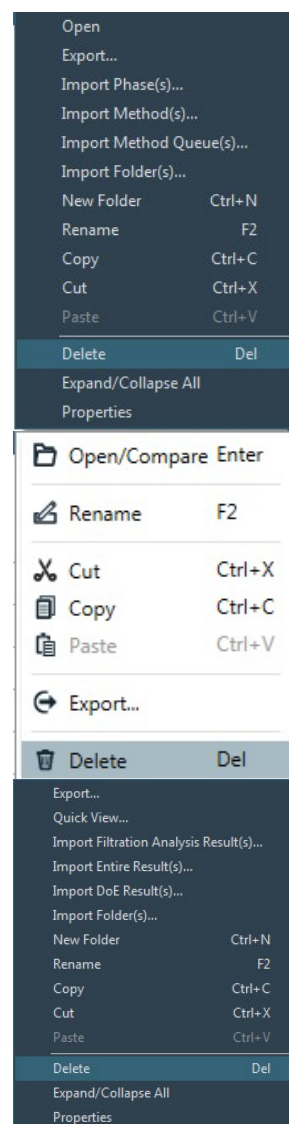 Open
Export...
Import Phase(s)...
Import Method(s)...
Import Method Queue(s)...
Import Folder(s)...
New Folder Ctrl+N
Rename F2
Copy Ctrl+C
Cut Ctrl+X
Paste Ctrl+V
Delete Del
Expand/Collapse All
Properties
Open/Compare Enter
Rename F2
Cut Ctrl+X
Copy Ctrl+C
Paste Ctrl+V
Export...
Delete Del
Export...
Quick View...
Import Filtration Analysis Result(s)...
Import Entire Result(s)...
Import DoE Result(s)...
Import Folder(s)...
New Folder Ctrl+N
Rename F2
Copy Ctrl+C
Cut Ctrl+X
Paste Ctrl+V
Delete Del
Expand/Collapse All
Properties